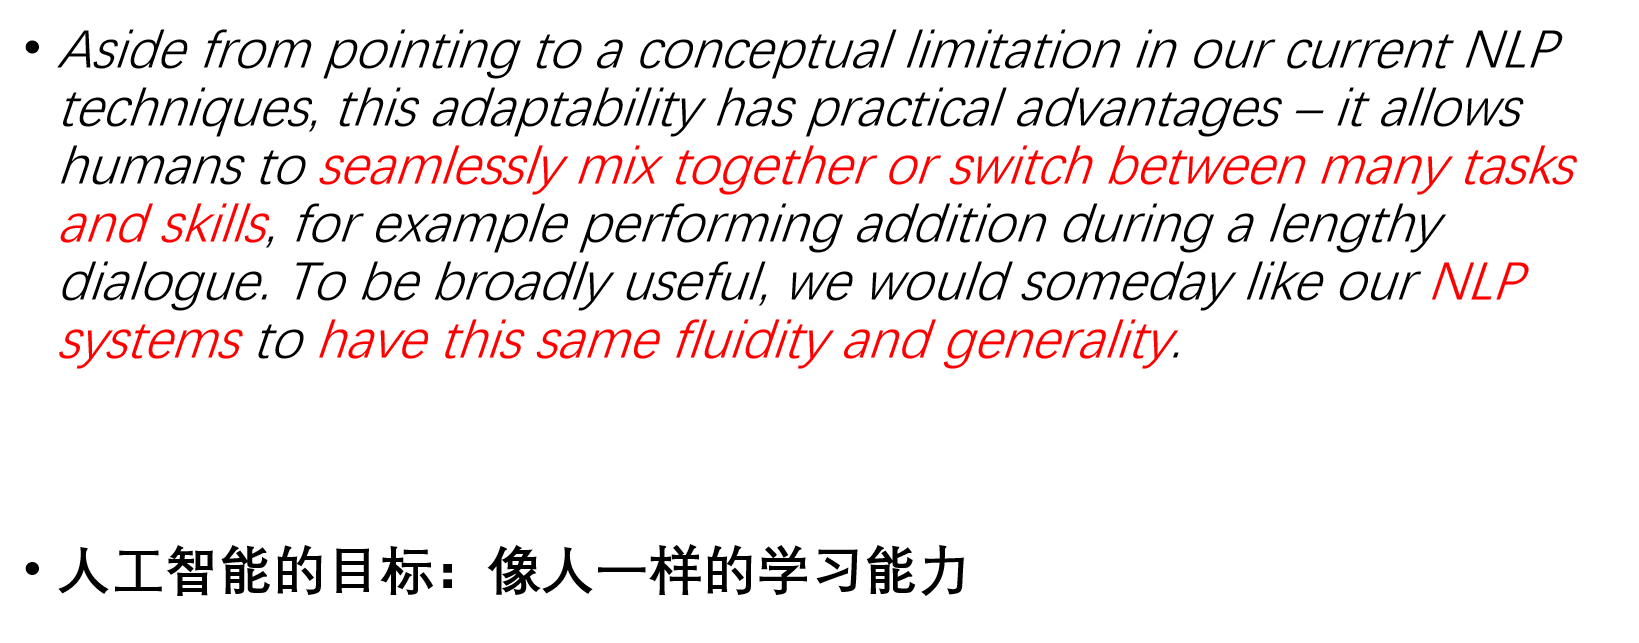 • Aside from pointing to a conceptual limitation in our current NLP
techniques, this adaptability has practical advantages – it allows
humans to seamlessly mix together or switch between many tasks
and skills, for example performing addition during a lengthy
dialogue. To be broadly useful, we would someday like our NLP
systems to have this same fluidity and generality.
• 人工智能的目标：像人一样的学习能力